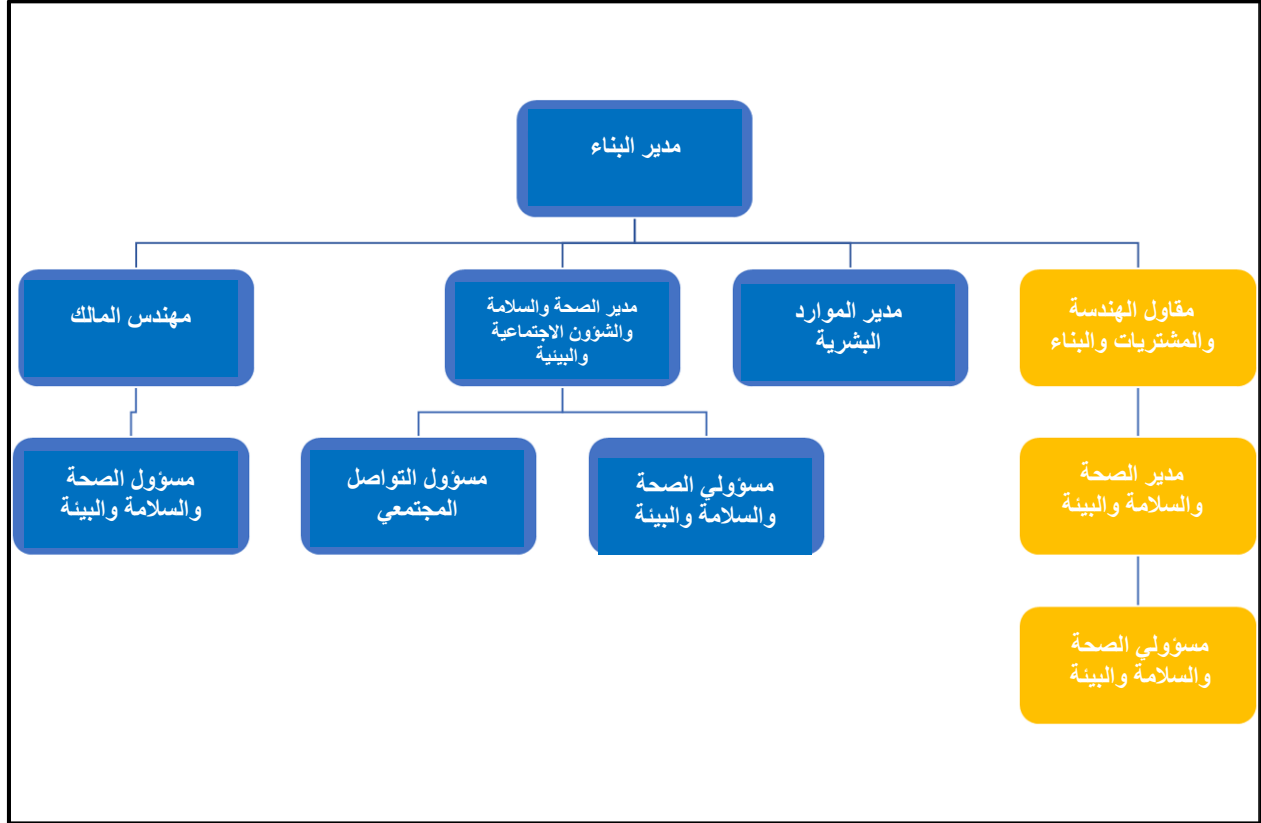 مدير البناء
مقاول الهندسة
والمشتريات والبناء
مدير الموارد
البشرية
مدير الصحة والسلامة
والشؤون الاجتماعية
والبيئية
مهندس المالك
مدير الصحة
والسلامة والبيئة
مسؤولي الصحة
والسلامة والبيئة
مسؤول التواصل
المجتمعي
مسؤول الصحة
والسلامة والبيئة
مسؤولي الصحة
والسلامة والبيئة